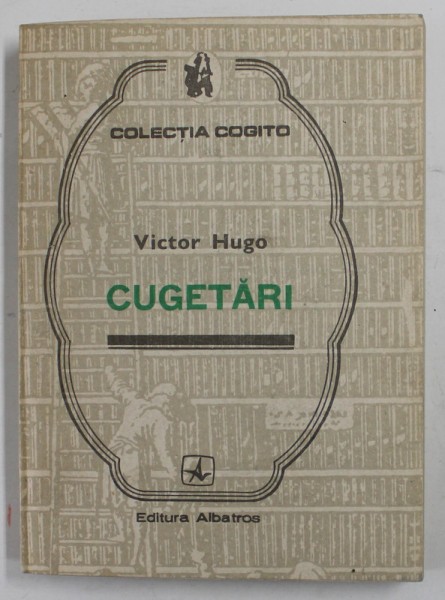 COLECȚIA COGITO
Victor Hugo
CUGETĂRI
Editura Albatros